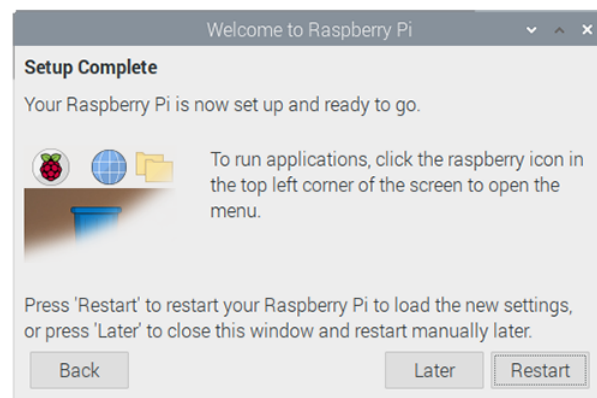 Welcome to Raspberry Pi
Setup Complete
Your Raspberry Pi is now set up and ready to go.
To run applications, click the raspberry icon in
the top left corner of the screen to open the
menu.
Press 'Restart' to restart your Raspberry Pi to load the new settings,
or press 'Later' to close this window and restart manually later.
Back
Later
Restart